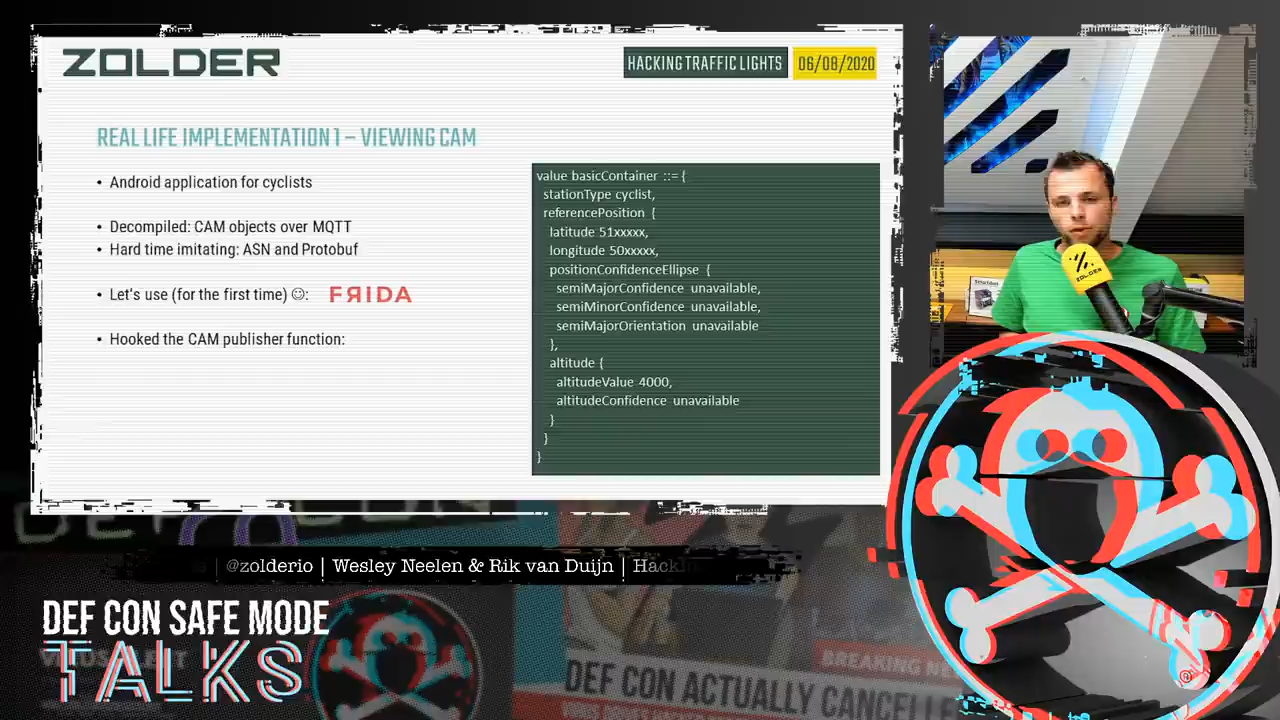 ZOLDER
HACKING TRAFFIC LIGHTS
06/08/2020
REAL LIFE IMPLEMENTATION 1 – VIEWING CAM
• Android application for cyclists
• Decompiled: CAM objects over MQTT
• Hard time imitating: ASN and Protobuf
• Let's use (for the first time) ☺: FЯIDA
• Hooked the CAM publisher function:
value basicContainer ::= {
stationType cyclist,
referencePosition {
latitude 51xxxxx,
longitude 50xxxxx,
positionConfidenceEllipse {
semiMajorConfidence unavailable,
semiMinorConfidence unavailable,
semiMajorOrientation unavailable
},
altitude {
altitudeValue 4000,
altitudeConfidence unavailable
}
}
}
ZOLDER
| @zolderio | Wesley Neelen & Rik van Duijn |
DEF CON SAFE MODE
TALKS
BREAKING
DEF CON ACTUALLY
®